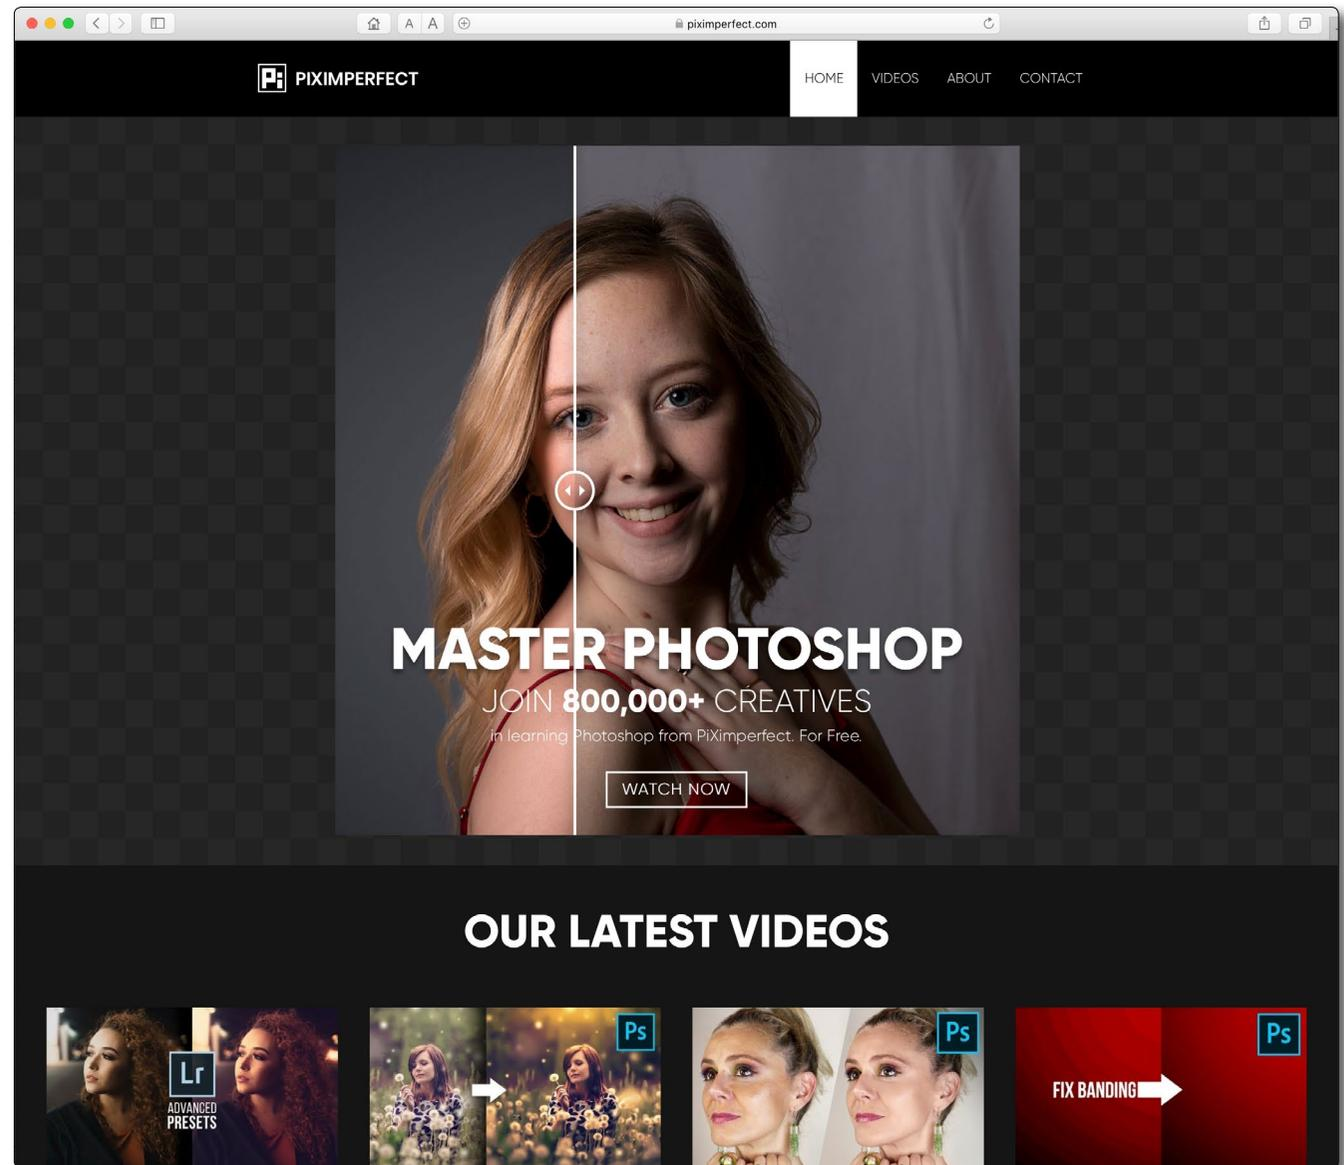 A A
piximperfect.com
Pi PIXIMPERFECT
HOME VIDEOS ABOUT CONTACT
MASTER PHOTOSHOP
JOIN 800,000+ CREATIVES
in learning Photoshop from PiXimperfect. For Free.
WATCH NOW
OUR LATEST VIDEOS
Lr
ADVANCED
PRESETS
Ps
Ps
Ps
FIX BANDING